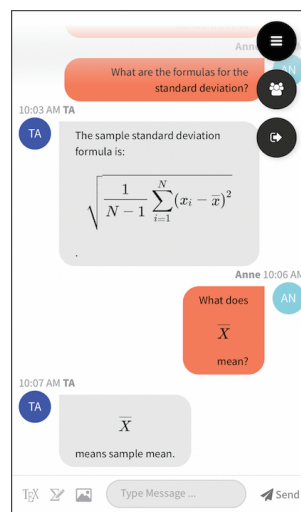 Anne
What are the formulas for the
standard deviation?
AN
10:03 AM TA
TA
The sample standard deviation
formula is:
√(1/(N − 1) ∑_{i=1}^{N} (x_i − x̅)²)
.
Anne 10:06 AM
What does
X̅
mean?
AN
10:07 AM TA
TA
X̅
means sample mean.
TEX
Type Message ...
Send